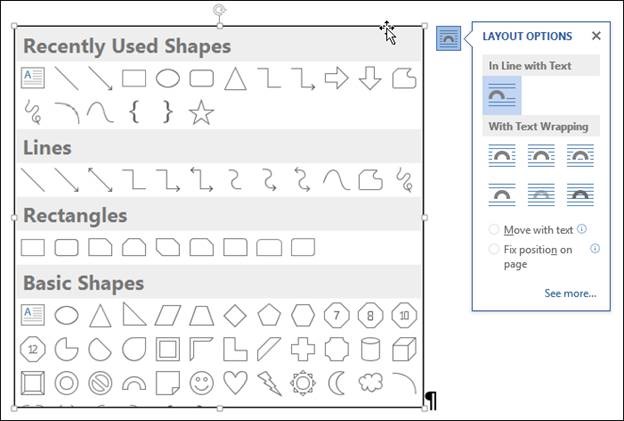 Recently Used Shapes
A
{ }
Lines
Rectangles
Basic Shapes
A 7 8 10
12
¶
LAYOUT OPTIONS
In Line with Text
With Text Wrapping
Move with text
Fix position on
page
See more...